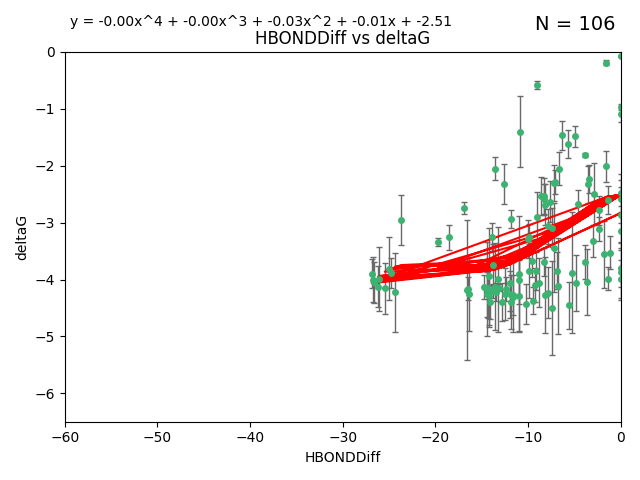 y = -0.00x^4 + -0.00x^3 + -0.03x^2 + -0.01x + -2.51
N = 106
HBONDDiff vs deltaG
0
−1
−2
−3
−4
−5
−6
deltaG
−60 −50 −40 −30 −20 −10 0
HBONDDiff